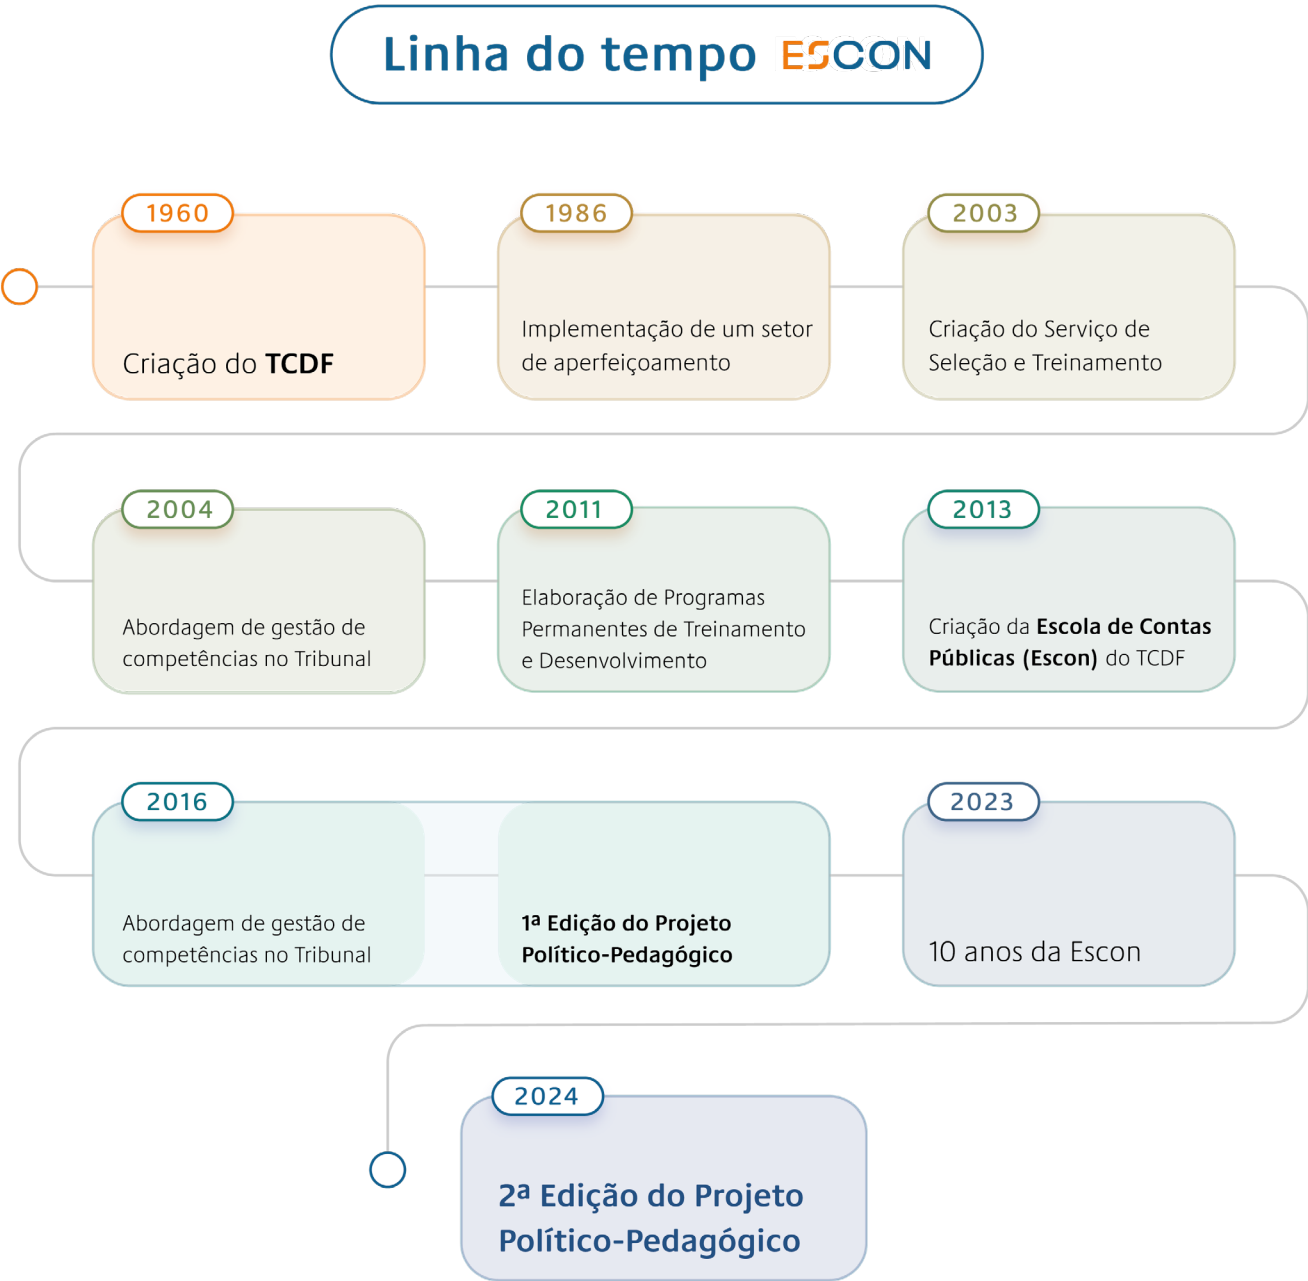 Linha do tempo ESCON
1960
Criação do TCDF
1986
Implementação de um setor
de aperfeiçoamento
2003
Criação do Serviço de
Seleção e Treinamento
2004
Abordagem de gestão de
competências no Tribunal
2011
Elaboração de Programas
Permanentes de Treinamento
e Desenvolvimento
2013
Criação da Escola de Contas
Públicas (Escon) do TCDF
2016
Abordagem de gestão de
competências no Tribunal
1ª Edição do Projeto
Político-Pedagógico
2023
10 anos da Escon
2024
2ª Edição do Projeto
Político-Pedagógico